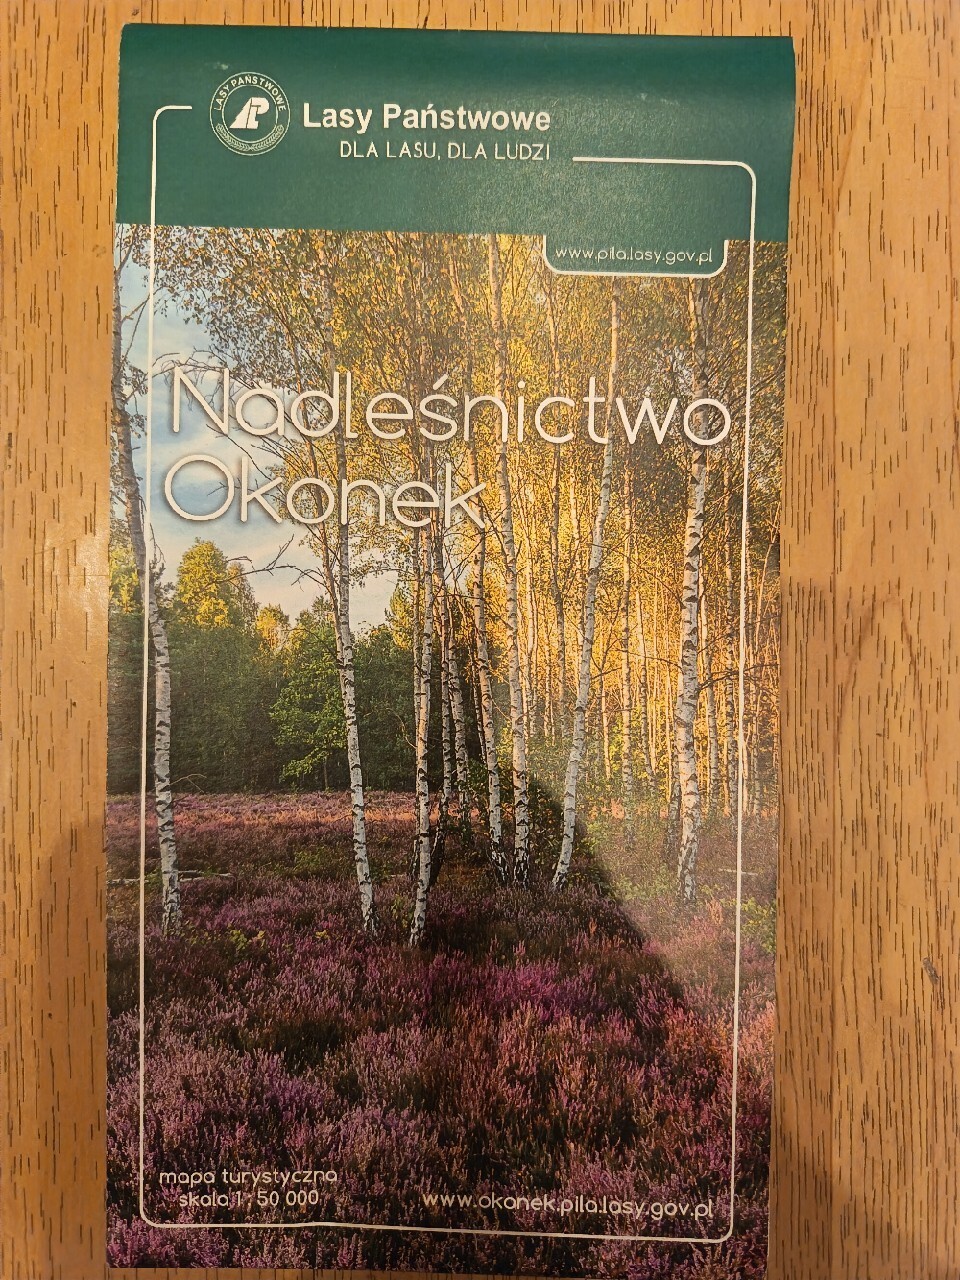 LASY PAŃSTWOWE
Lasy Państwowe
DLA LASU, DLA LUDZI
www.pila.lasy.gov.pl
Nadleśnictwo
Okonek
mapa turystyczna
skala 1 : 50 000
www.okonek.pila.lasy.gov.pl